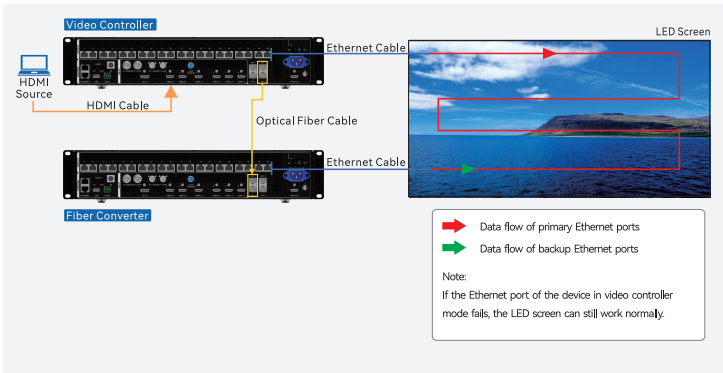 Video Controller
LED Screen
Ethernet Cable
HDMI
Source
HDMI Cable
Optical Fiber Cable
Ethernet Cable
Fiber Converter
Data flow of primary Ethernet ports
Data flow of backup Ethernet ports
Note:
If the Ethernet port of the device in video controller
mode fails, the LED screen can still work normally.